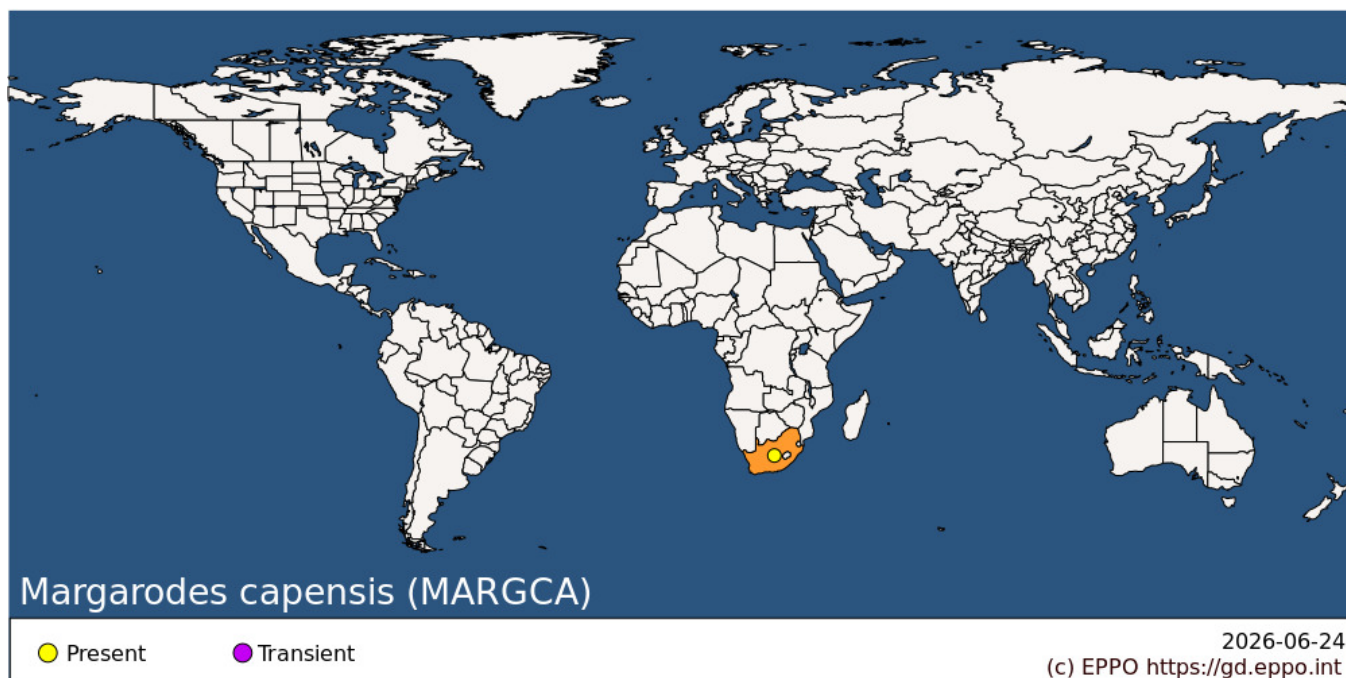 Margarodes capensis (MARGCA)
Present
Transient
2026-06-24
(c) EPPO https://gd.eppo.int